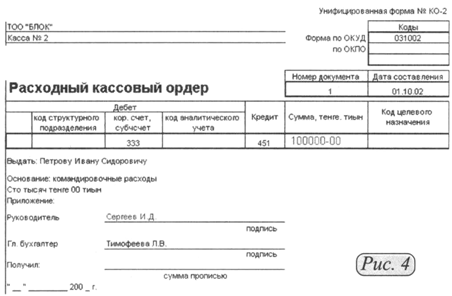 Унифицированная форма № КО-2
ТОО "БЛОК"
Касса № 2
Коды
Форма по ОКУД 031002
по ОКПО
Номер документа Дата составления
Расходный кассовый ордер 1 01.10.02
Дебет Кредит Сумма, тенге. тиын Код целевого назначения
код структурного подразделения кор. счет, субсчет код аналитического учета
333 451 100000-00
Выдать: Петрову Ивану Сидоровичу
Основание: командировочные расходы
Сто тысяч тенге 00 тиын
Приложение:
Руководитель Сергеев И.Д.
подпись
Гл. бухгалтер Тимофеева Л.В.
подпись
Получил:
сумма прописью
"__" ________ 200 _ г.
Рис. 4